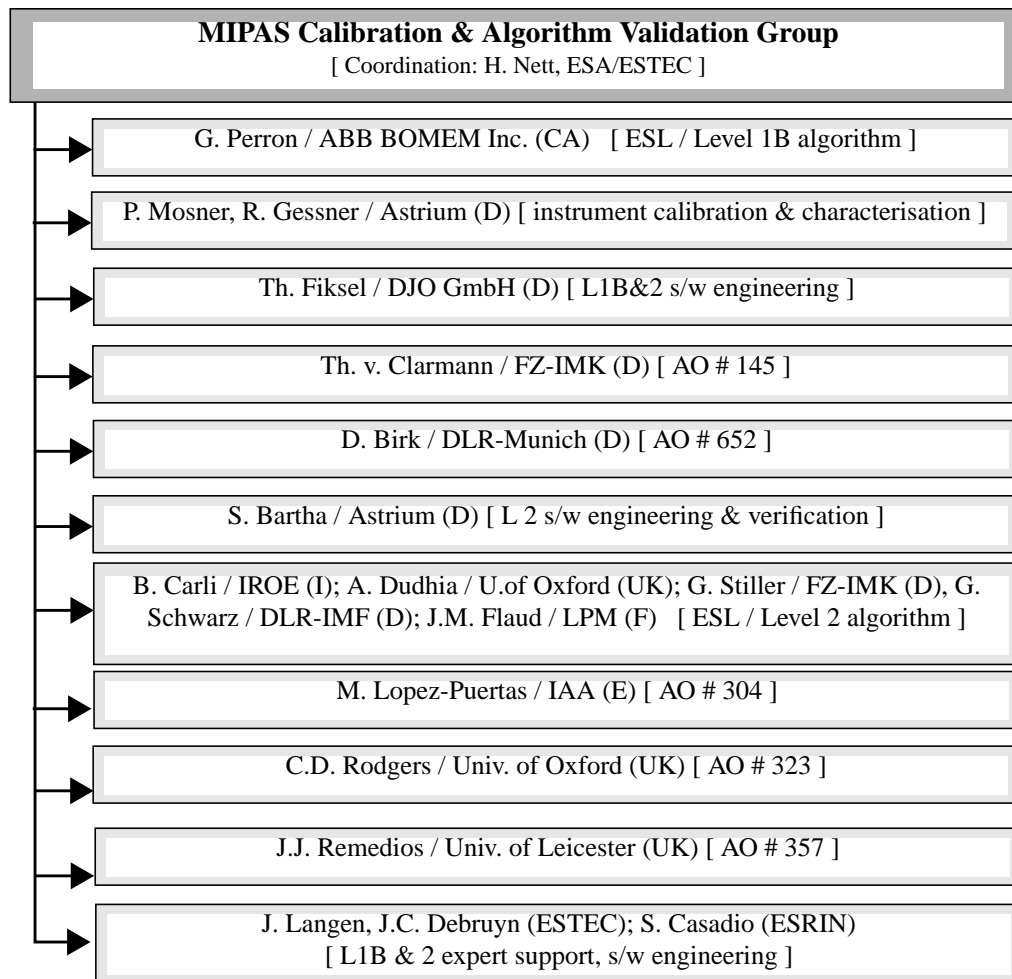 MIPAS Calibration & Algorithm Validation Group
[ Coordination: H. Nett, ESA/ESTEC ]
G. Perron / ABB BOMEM Inc. (CA) [ ESL / Level 1B algorithm ]
P. Mosner, R. Gessner / Astrium (D) [ instrument calibration & characterisation ]
Th. Fiksel / DJO GmbH (D) [ L1B&2 s/w engineering ]
Th. v. Clarmann / FZ-IMK (D) [ AO # 145 ]
D. Birk / DLR-Munich (D) [ AO # 652 ]
S. Bartha / Astrium (D) [ L 2 s/w engineering & verification ]
B. Carli / IROE (I); A. Dudhia / U.of Oxford (UK); G. Stiller / FZ-IMK (D), G.
Schwarz / DLR-IMF (D); J.M. Flaud / LPM (F) [ ESL / Level 2 algorithm ]
M. Lopez-Puertas / IAA (E) [ AO # 304 ]
C.D. Rodgers / Univ. of Oxford (UK) [ AO # 323 ]
J.J. Remedios / Univ. of Leicester (UK) [ AO # 357 ]
J. Langen, J.C. Debruyn (ESTEC); S. Casadio (ESRIN)
[ L1B & 2 expert support, s/w engineering ]